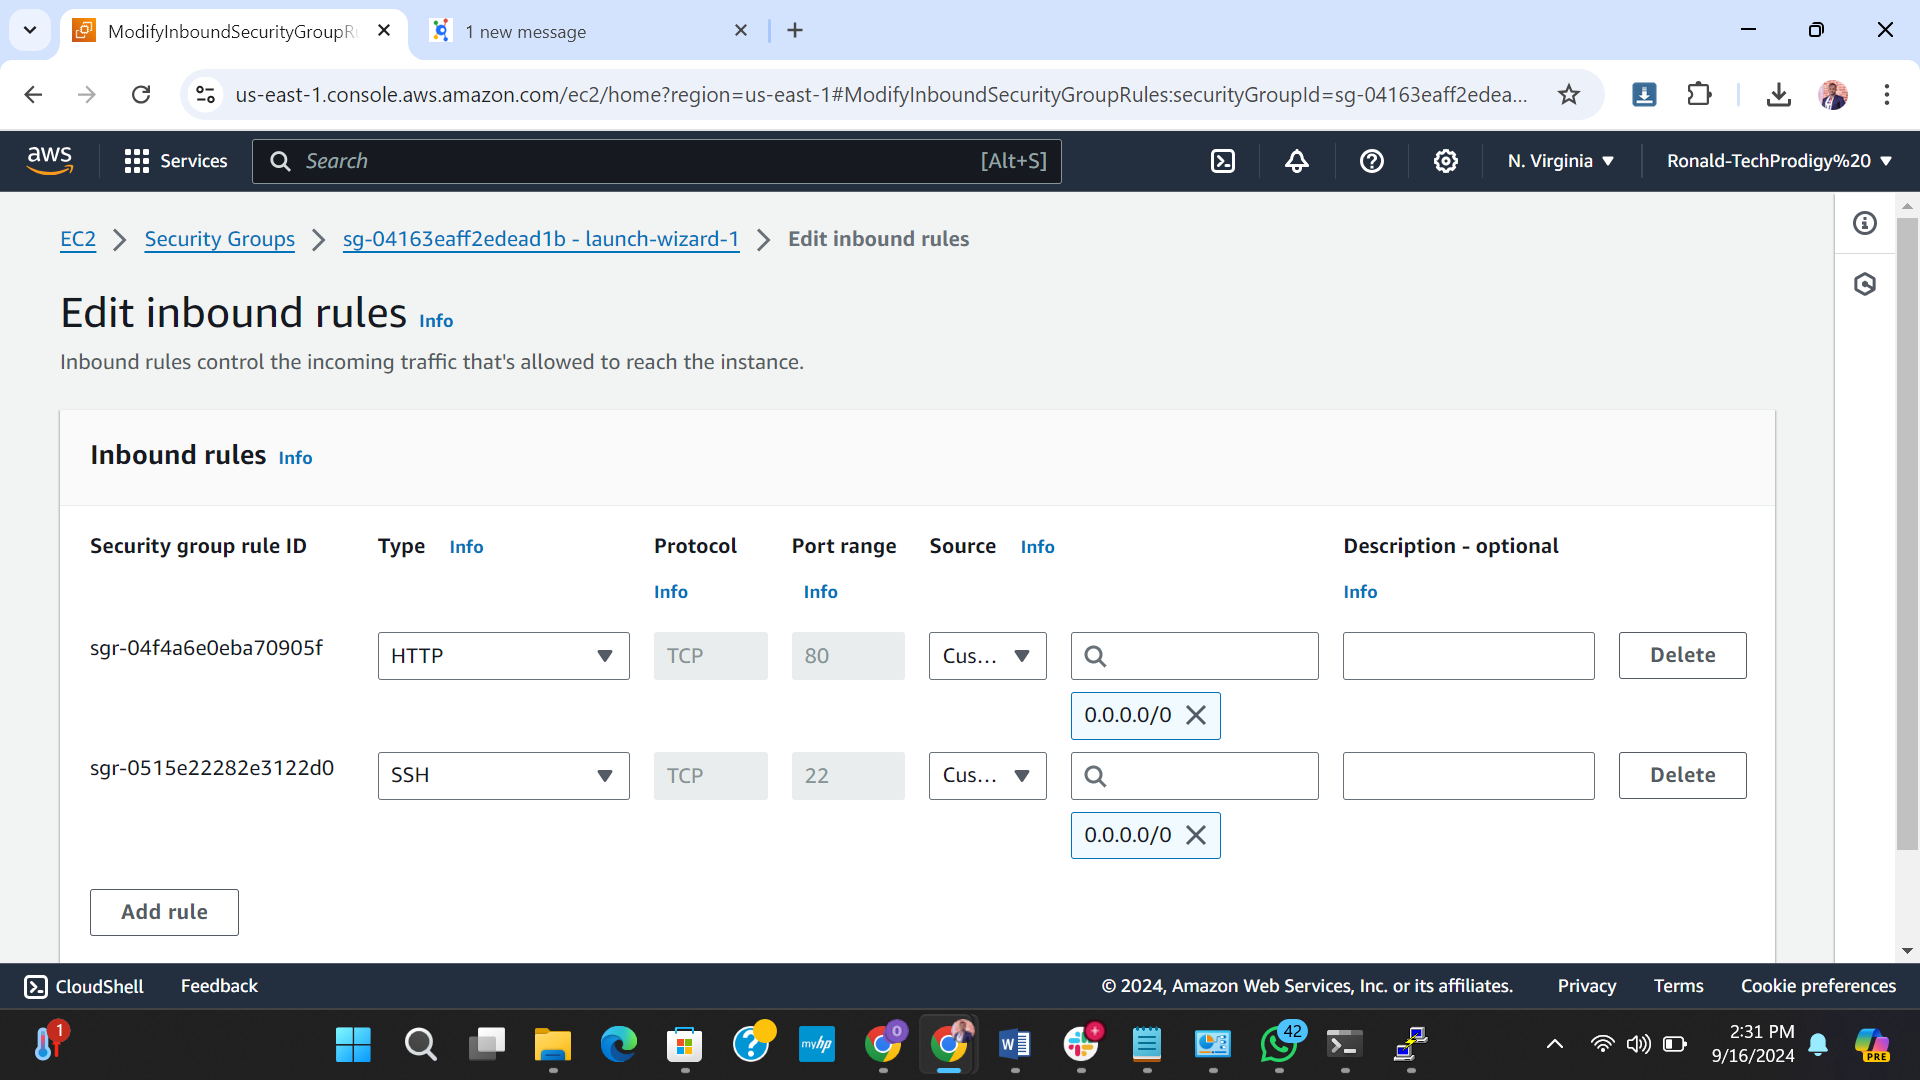 ModifyInboundSecurityGroupRu
1 new message
us-east-1.console.aws.amazon.com/ec2/home?region=us-east-1#ModifyInboundSecurityGroupRules:securityGroupId=sg-04163eaff2edea...
aws
Services
Search
[Alt+S]
N. Virginia
Ronald-TechProdigy%20
EC2
Security Groups
sg-04163eaff2edead1b - launch-wizard-1
Edit inbound rules
Edit inbound rules Info
Inbound rules control the incoming traffic that's allowed to reach the instance.
Inbound rules Info
Security group rule ID
Type Info
Protocol
Info
Port range
Info
Source Info
Description - optional
Info
sgr-04f4a6e0eba70905f
HTTP
TCP
80
Cus...
Delete
0.0.0.0/0
sgr-0515e22282e3122d0
SSH
TCP
22
Cus...
Delete
0.0.0.0/0
Add rule
CloudShell
Feedback
© 2024, Amazon Web Services, Inc. or its affiliates.
Privacy
Terms
Cookie preferences
1
myhp
0
W
42
2:31 PM
9/16/2024
PRE